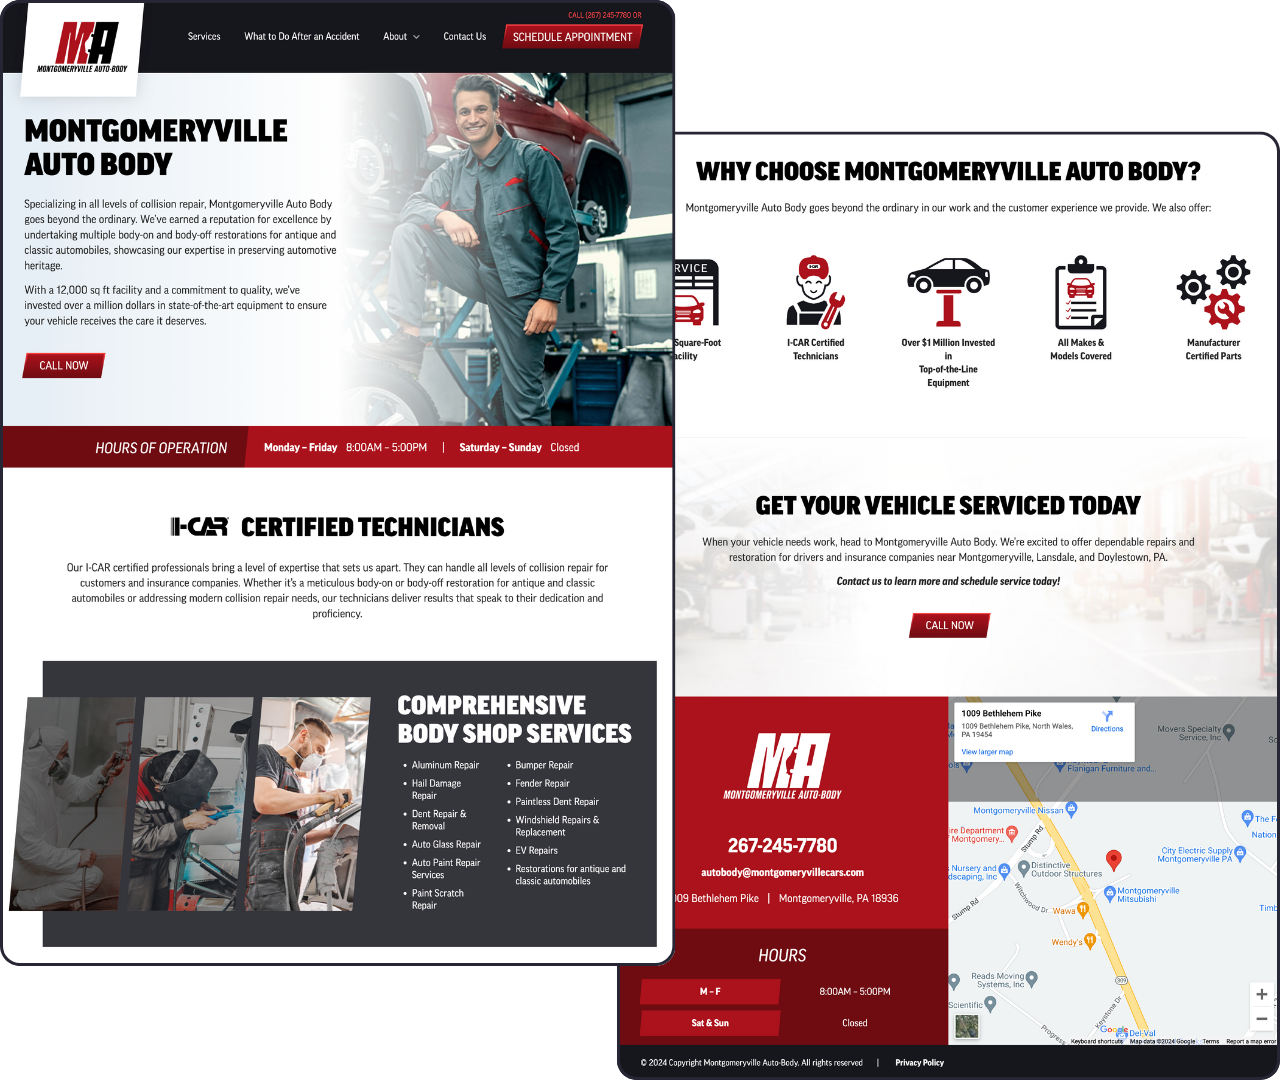 CALL (267) 245-7780 OR
MA
MONTGOMERYVILLE AUTO-BODY
Services
What to Do After an Accident
About
Contact Us
SCHEDULE APPOINTMENT
MONTGOMERYVILLE
AUTO BODY
Specializing in all levels of collision repair, Montgomeryville Auto Body
goes beyond the ordinary. We've earned a reputation for excellence by
undertaking multiple body-on and body-off restorations for antique and
classic automobiles, showcasing our expertise in preserving automotive
heritage.
With a 12,000 sq ft facility and a commitment to quality, we've
invested over a million dollars in state-of-the-art equipment to ensure
your vehicle receives the care it deserves.
CALL NOW
HOURS OF OPERATION
Monday – Friday 8:00AM – 5:00PM | Saturday – Sunday Closed
I-CAR CERTIFIED TECHNICIANS
Our I-CAR certified professionals bring a level of expertise that sets us apart. They can handle all levels of collision repair for
customers and insurance companies. Whether it's a meticulous body-on or body-off restoration for antique and classic
automobiles or addressing modern collision repair needs, our technicians deliver results that speak to their dedication and
proficiency.
COMPREHENSIVE
BODY SHOP SERVICES
• Aluminum Repair
• Hail Damage
Repair
• Dent Repair &
Removal
• Auto Glass Repair
• Auto Paint Repair
Services
• Paint Scratch
Repair
• Bumper Repair
• Fender Repair
• Paintless Dent Repair
• Windshield Repairs &
Replacement
• EV Repairs
• Restorations for antique and
classic automobiles
WHY CHOOSE MONTGOMERYVILLE AUTO BODY?
Montgomeryville Auto Body goes beyond the ordinary in our work and the customer experience we provide. We also offer:
RVICE
Square-Foot
acility
I-CAR
I-CAR Certified
Technicians
Over $1 Million Invested
in
Top-of-the-Line
Equipment
All Makes &
Models Covered
Manufacturer
Certified Parts
GET YOUR VEHICLE SERVICED TODAY
When your vehicle needs work, head to Montgomeryville Auto Body. We're excited to offer dependable repairs and
restoration for drivers and insurance companies near Montgomeryville, Lansdale, and Doylestown, PA.
Contact us to learn more and schedule service today!
CALL NOW
MA
MONTGOMERYVILLE AUTO-BODY
267-245-7780
autobody@montgomeryvillecars.com
009 Bethlehem Pike | Montgomeryville, PA 18936
HOURS
M – F 8:00AM – 5:00PM
Sat & Sun Closed
1009 Bethlehem Pike
1009 Bethlehem Pike, North Wales,
PA 19454
Directions
View larger map
Movers Specialty
Service, Inc
Flanigan Furniture and...
Montgomeryville Nissan
ire Department
f Montgomery...
Stump Rd
The F
Nation
City Electric Supply
Montgomeryville PA
s Nursery and
dscaping, Inc
Distinctive
Outdoor Structures
Witchwood Dr
Montgomeryville
Mitsubishi
Stump Rd
Wawa
Timb
Wendy's
Reads Moving
Systems, Inc
309
Scientific
Keystone Dr
Progress
Google
Del-Val
+
−
Keyboard shortcuts
Map data ©2024 Google
Terms
Report a map error
© 2024 Copyright Montgomeryville Auto-Body. All rights reserved | Privacy Policy